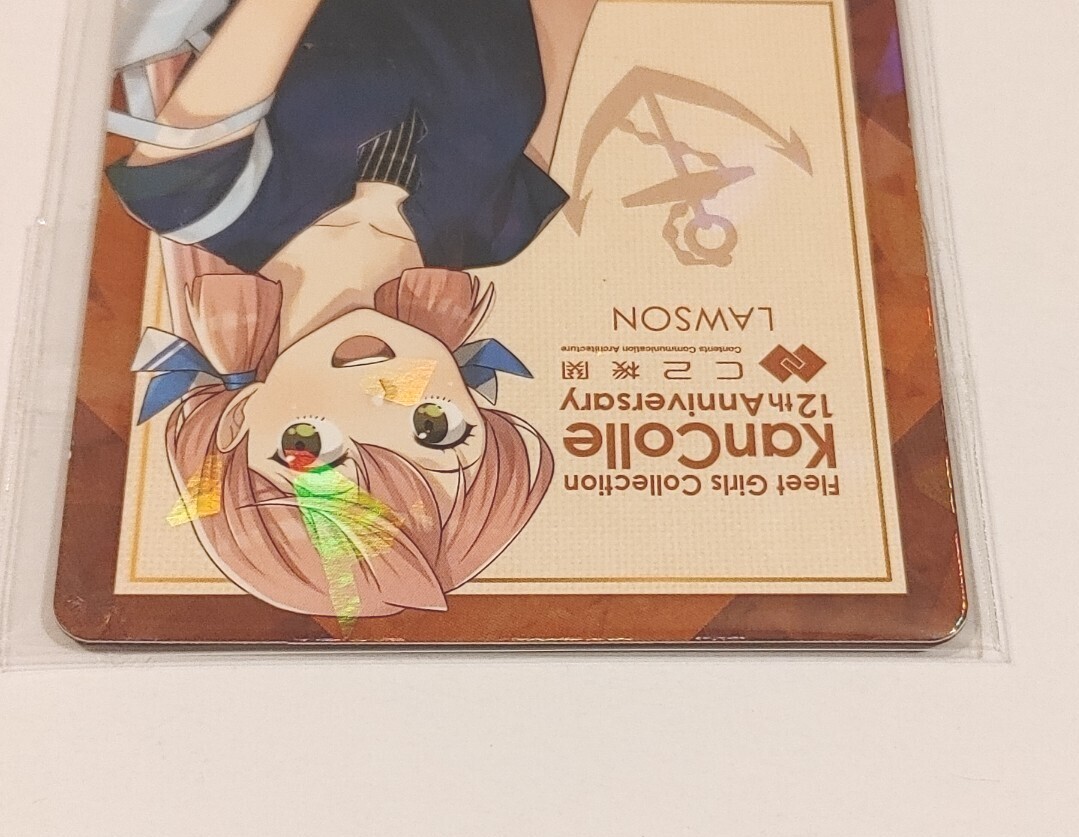 Fleet Girls Collection
KanColle
12th Anniversary
C2機関
Contents Communication Architecture
LAWSON